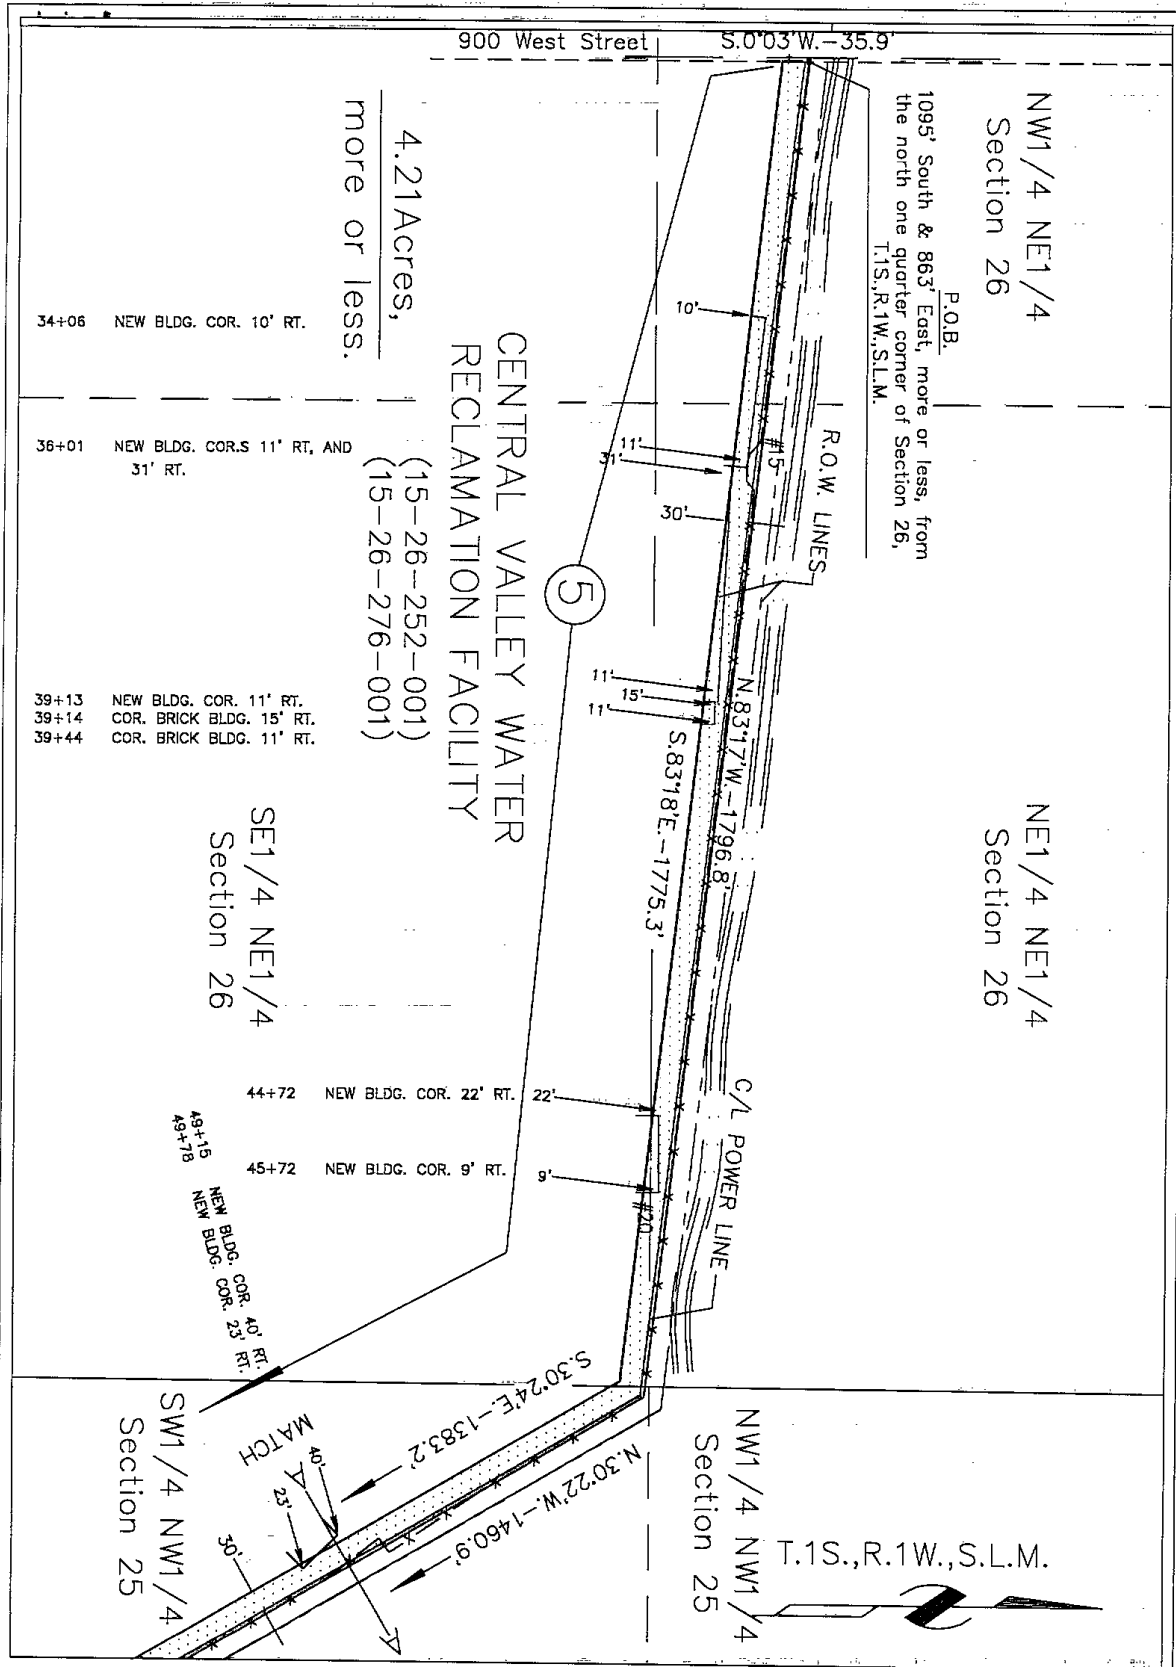 900 West Street
S.0°03'W.-35.9'
NW1/4 NE1/4
Section 26
P.O.B.
1095' South & 863' East, more or less, from
the north one quarter corner of Section 26,
T.1S.,R.1W.,S.L.M.
4.21Acres,
more or less.
34+06 NEW BLDG. COR. 10' RT.
36+01 NEW BLDG. COR.S 11' RT, AND
31' RT.
CENTRAL VALLEY WATER
RECLAMATION FACILITY
(15-26-252-001)
(15-26-276-001)
10'
11'
31'
30'
#15
R.O.W. LINES
5
11'
15'
11'
N.83°17'W.-1796.8'
S.83°18'E.-1775.3'
39+13 NEW BLDG. COR. 11' RT.
39+14 COR. BRICK BLDG. 15' RT.
39+44 COR. BRICK BLDG. 11' RT.
NE1/4 NE1/4
Section 26
SE1/4 NE1/4
Section 26
44+72 NEW BLDG. COR. 22' RT.
22'
45+72 NEW BLDG. COR. 9' RT.
9'
#20
C/L POWER LINE
49+15 NEW BLDG. COR. 40' RT.
49+78 NEW BLDG. COR. 23' RT.
S.30°24'E.-1383.2'
N.30°22'W.-1460.9'
MATCH
A
A
40'
23'
30'
SW1/4 NW1/4
Section 25
NW1/4 NW1/4
Section 25
T.1S.,R.1W.,S.L.M.